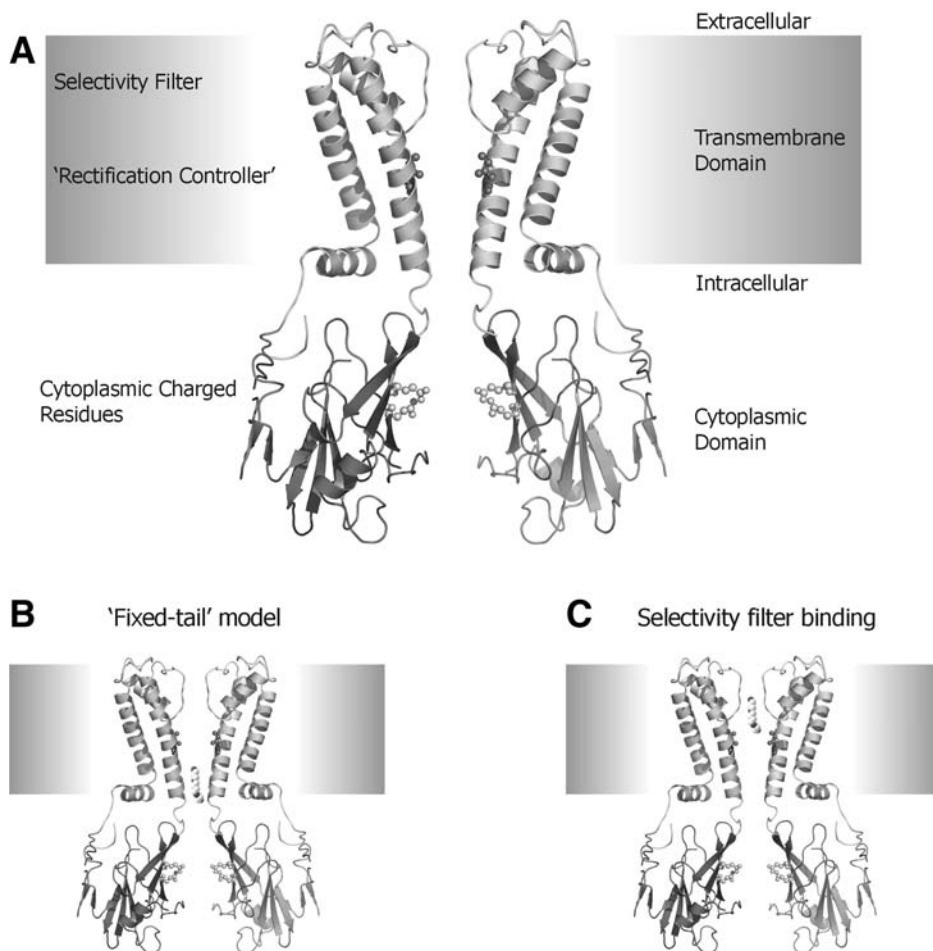 A
Extracellular
Selectivity Filter
'Rectification Controller'
Transmembrane
Domain
Intracellular
Cytoplasmic Charged
Residues
Cytoplasmic
Domain
B
'Fixed-tail' model
C
Selectivity filter binding